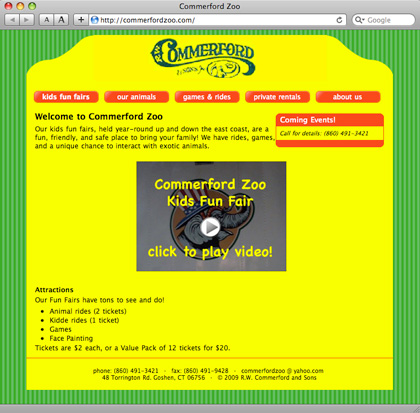 Commerford Zoo
A A + http://commerfordzoo.com/ Google
COMMERFORD
kids fun fairs our animals games & rides private rentals about us
Welcome to Commerford Zoo
Our kids fun fairs, held year-round up and down the east coast, are a
fun, friendly, and safe place to bring your family! We have rides, games,
and a unique chance to interact with exotic animals.
Coming Events!
Call for details: (860) 491-3421
Commerford Zoo
Kids Fun Fair
click to play video!
Attractions
Our Fun Fairs have tons to see and do!
• Animal rides (2 tickets)
• Kidde rides (1 ticket)
• Games
• Face Painting
Tickets are $2 each, or a Value Pack of 12 tickets for $20.
phone: (860) 491-3421 · fax: (860) 491-9428 · commerfordzoo @ yahoo.com
48 Torrington Rd. Goshen, CT 06756 · © 2009 R.W. Commerford and Sons